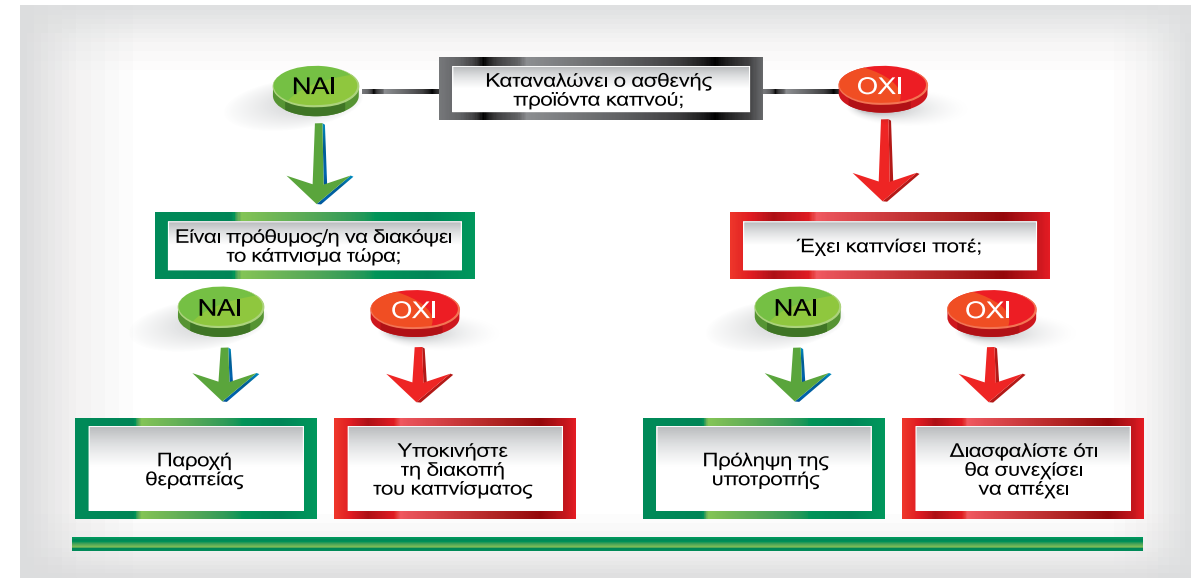 ΝΑΙ
Καταναλώνει ο ασθενής
προϊόντα καπνού;
ΟΧΙ
Είναι πρόθυμος/η να διακόψει
το κάπνισμα τώρα;
Έχει καπνίσει ποτέ;
ΝΑΙ
ΟΧΙ
ΝΑΙ
ΟΧΙ
Παροχή
θεραπείας
Υποκινήστε
τη διακοπή
του καπνίσματος
Πρόληψη της
υποτροπής
Διασφαλίστε ότι
θα συνεχίσει
να απέχει